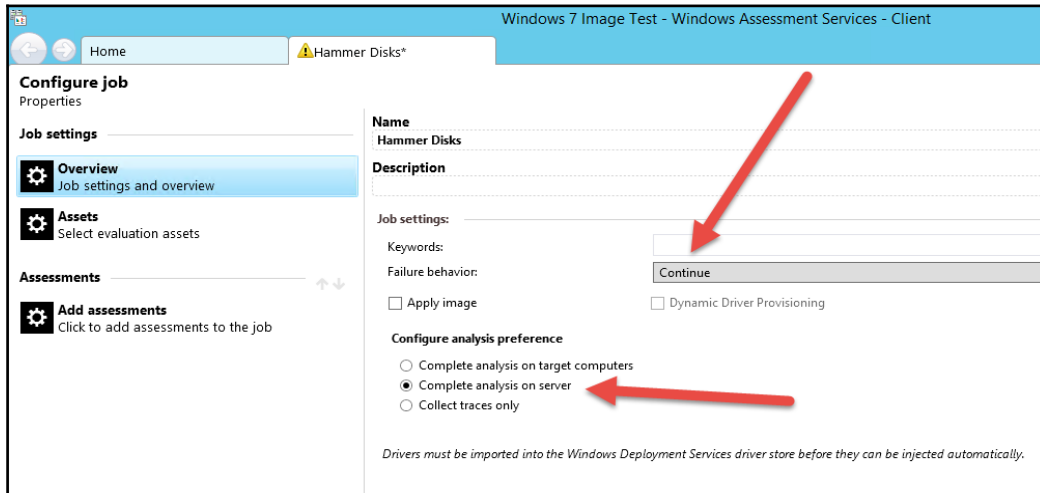 Windows 7 Image Test - Windows Assessment Services - Client
Home
Hammer Disks*
Configure job
Properties
Job settings
Overview
Job settings and overview
Assets
Select evaluation assets
Assessments
Add assessments
Click to add assessments to the job
Name
Hammer Disks
Description
Job settings:
Keywords:
Failure behavior:
Continue
Apply image
Dynamic Driver Provisioning
Configure analysis preference
Complete analysis on target computers
Complete analysis on server
Collect traces only
Drivers must be imported into the Windows Deployment Services driver store before they can be injected automatically.